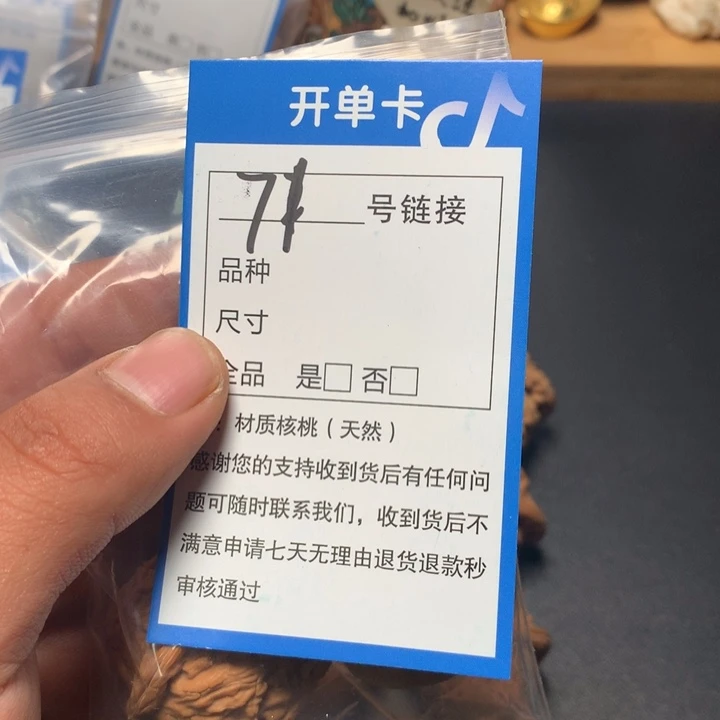 尺寸
开单卡
71号链接
品种
尺寸
全品 是□ 否□
材质核桃（天然）
感谢您的支持收到货后有任何问
题可随时联系我们，收到货后不
满意申请七天无理由退货退款秒
审核通过